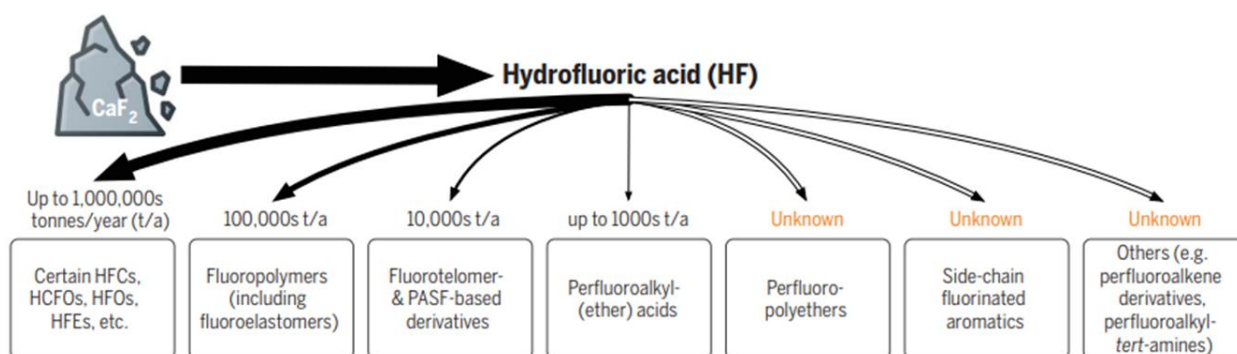 CaF₂
Hydrofluoric acid (HF)
Up to 1,000,000s
tonnes/year (t/a)
100,000s t/a
10,000s t/a
up to 1000s t/a
Unknown
Unknown
Unknown
Certain HFCs,
HCFOs, HFOs,
HFEs, etc.
Fluoropolymers
(including
fluoroelastomers)
Fluorotelomer-
& PASF-based
derivatives
Perfluoroalkyl-
(ether) acids
Perfluoro-
polyethers
Side-chain
fluorinated
aromatics
Others (e.g.
perfluoroalkene
derivatives,
perfluoroalkyl-
tert-amines)